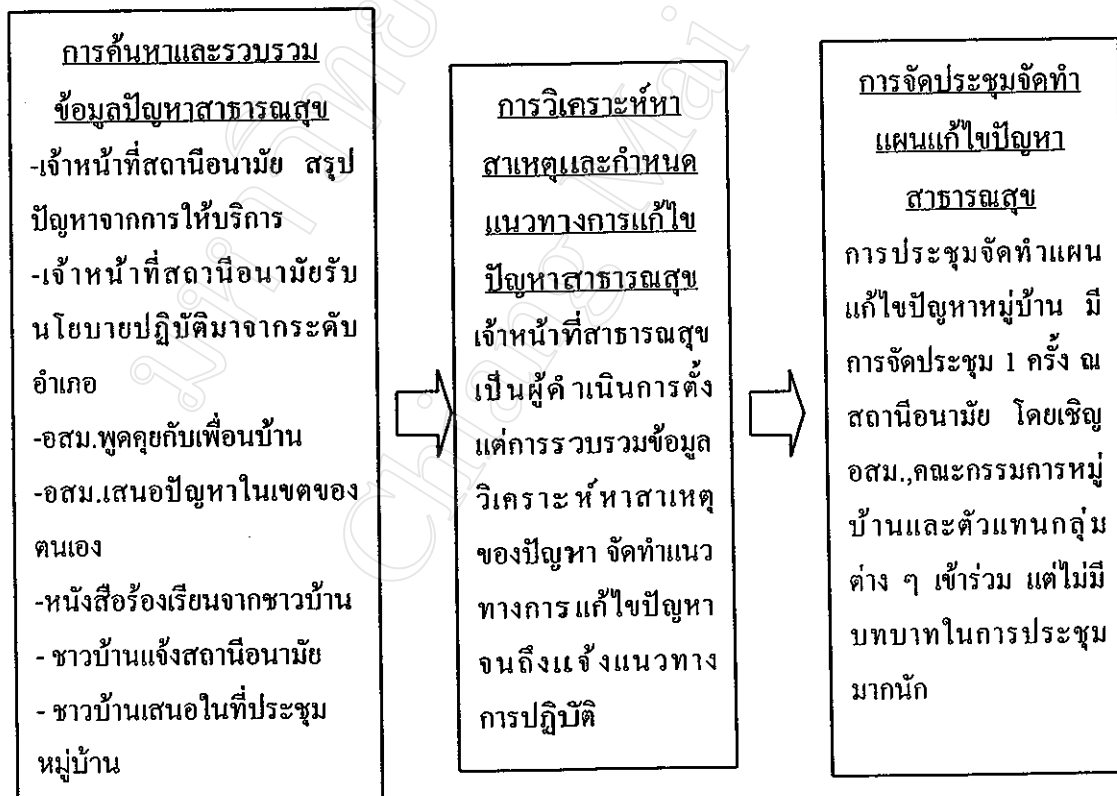 การค้นหาและรวบรวม
ข้อมูลปัญหาสาธารณสุข
-เจ้าหน้าที่สถานีอนามัย สรุป
ปัญหาจากการให้บริการ
-เจ้าหน้าที่สถานีอนามัยรับ
นโยบายปฏิบัติมาจากระดับ
อำเภอ
-อสม.พูดคุยกับเพื่อนบ้าน
-อสม.เสนอปัญหาในเขตของ
ตนเอง
-หนังสือร้องเรียนจากชาวบ้าน
- ชาวบ้านแจ้งสถานีอนามัย
- ชาวบ้านเสนอในที่ประชุม
หมู่บ้าน
การวิเคราะห์หา
สาเหตุและกำหนด
แนวทางการแก้ไข
ปัญหาสาธารณสุข
เจ้าหน้าที่สาธารณสุข
เป็นผู้ดำเนินการตั้ง
แต่การรวบรวมข้อมูล
วิเคราะห์หาสาเหตุ
ของปัญหา จัดทำแนว
ทางการแก้ไขปัญหา
จนถึงแจ้งแนวทาง
การปฏิบัติ
การจัดประชุมจัดทำ
แผนแก้ไขปัญหา
สาธารณสุข
การประชุมจัดทำแผน
แก้ไขปัญหาหมู่บ้าน มี
การจัดประชุม 1 ครั้ง ณ
สถานีอนามัย โดยเชิญ
อสม.,คณะกรรมการหมู่
บ้านและตัวแทนกลุ่ม
ต่าง ๆ เข้าร่วม แต่ไม่มี
บทบาทในการประชุม
มากนัก
Chiang Mai